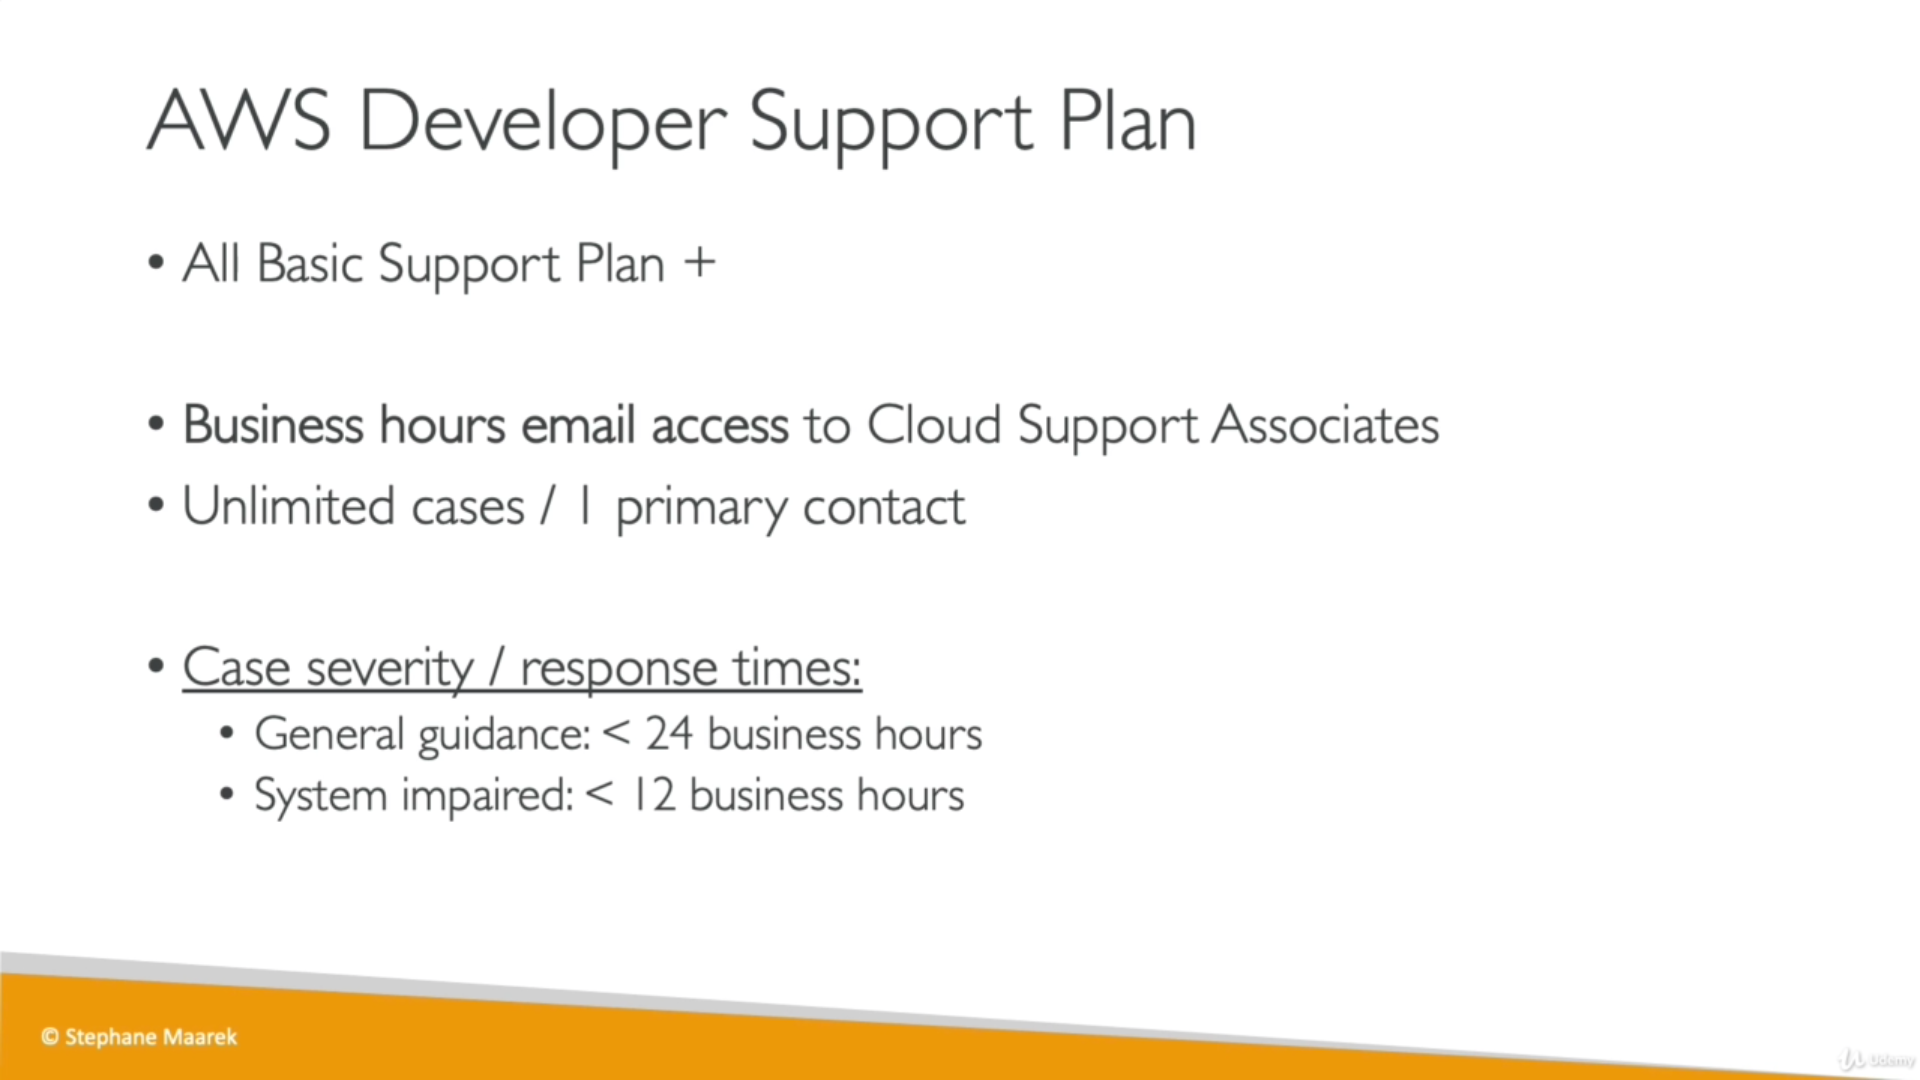 AWS Developer Support Plan
• All Basic Support Plan +
• Business hours email access to Cloud Support Associates
• Unlimited cases / 1 primary contact
• Case severity / response times:
• General guidance: < 24 business hours
• System impaired: < 12 business hours
© Stephane Maarek
Udemy